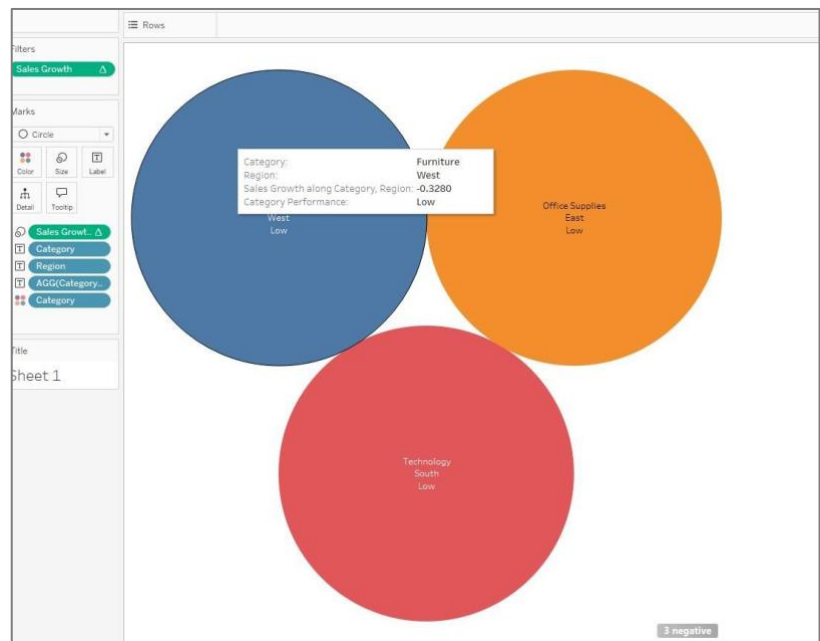 Rows
Filters
Sales Growth
Marks
Circle
Color
Size
Label
Detail
Tooltip
Sales Growt..
Category
Region
AGG(Category..
Category
Title
Sheet 1
Category: Furniture
Region: West
Sales Growth along Category, Region: -0.3280
Category Performance: Low
West
Low
Office Supplies
East
Low
Technology
South
Low
3 negative